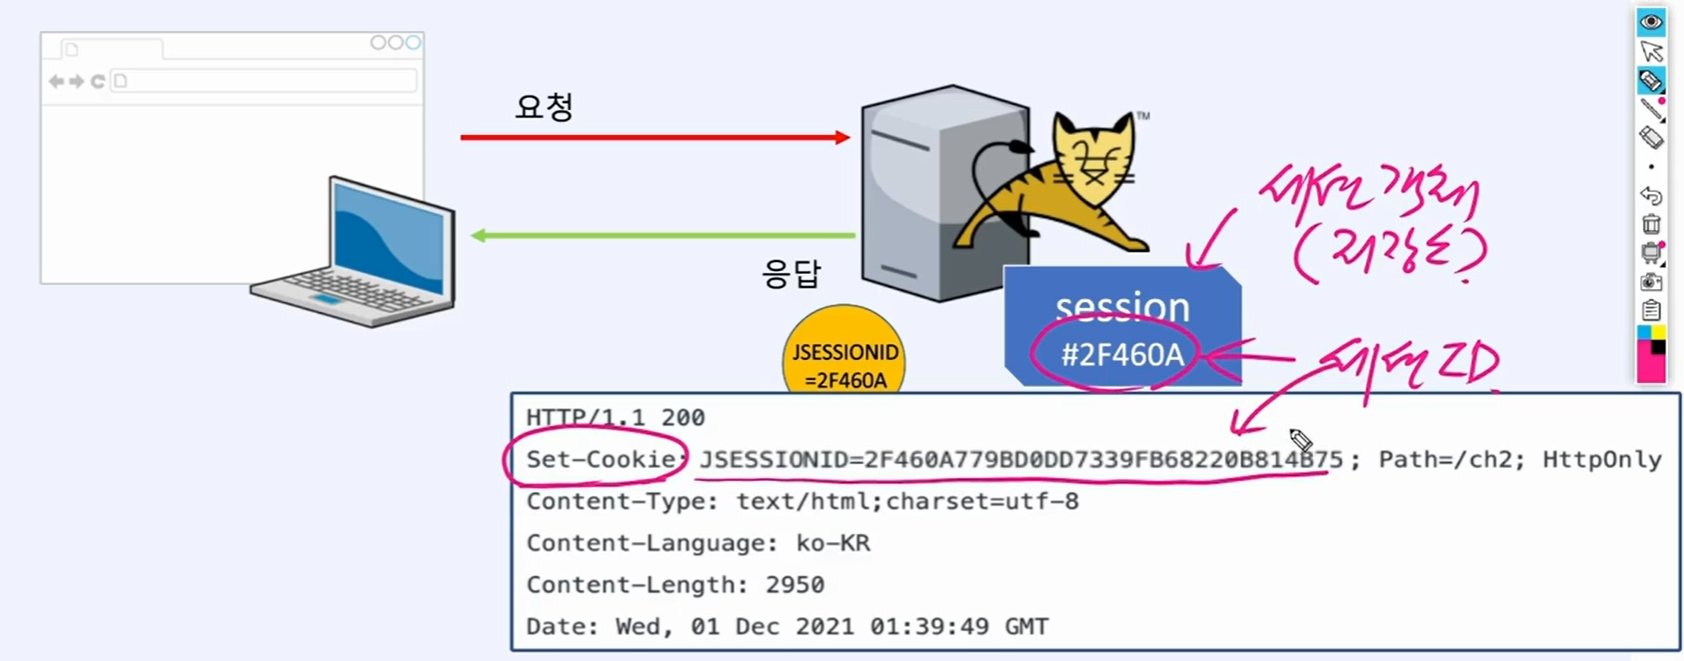 요청
TM
세션 객체
(저장소)
응답
session
#2F460A
세션 ID
JSESSIONID
=2F460A
HTTP/1.1 200
Set-Cookie: JSESSIONID=2F460A779BD0DD7339FB68220B814B75; Path=/ch2; HttpOnly
Content-Type: text/html;charset=utf-8
Content-Language: ko-KR
Content-Length: 2950
Date: Wed, 01 Dec 2021 01:39:49 GMT